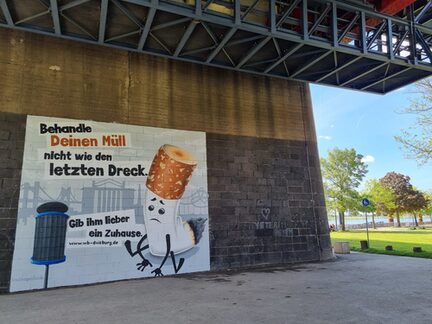 Behandle
Deinen Müll
nicht wie den
letzten Dreck.
Gib ihm lieber
ein Zuhause.
www.wb-duisburg.de